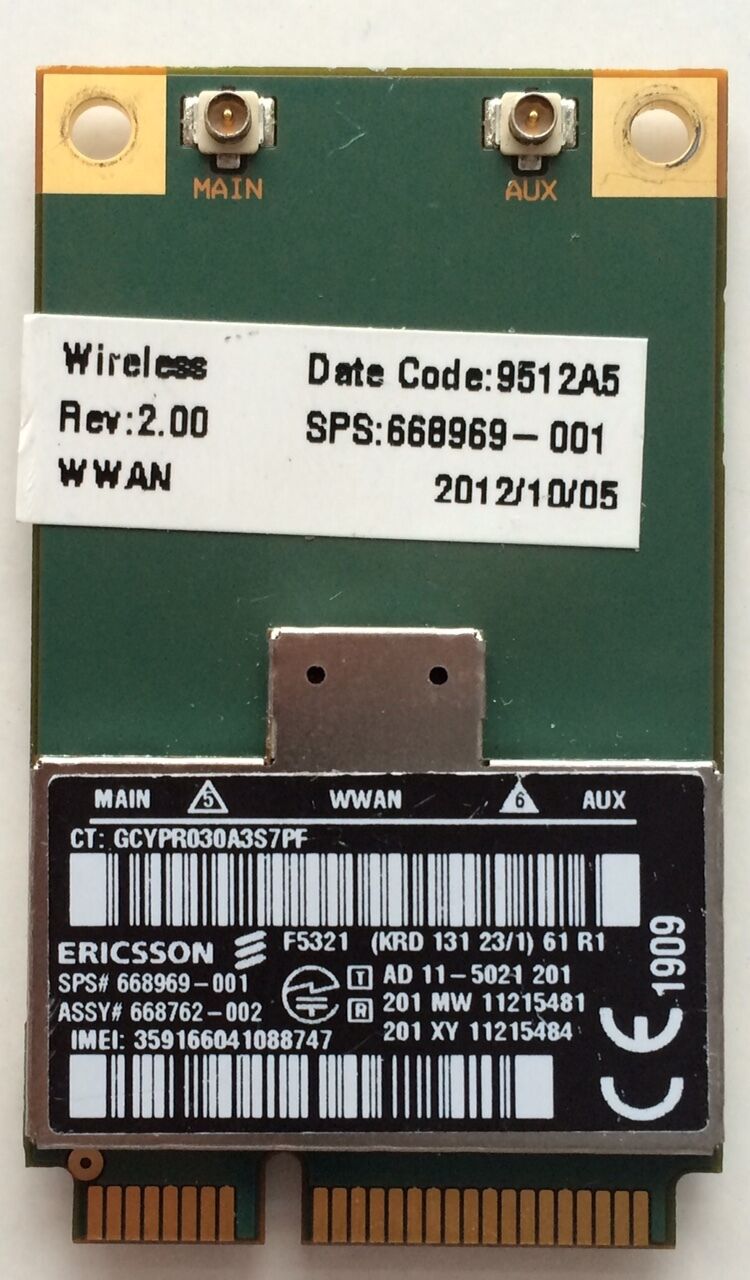 MAIN AUX
Wireless Date Code:9512A5
Rev:2.00 SPS:668969-001
WWAN 2012/10/05
MAIN 5 WWAN 6 AUX
CT: GCYPR030A3S7PF
ERICSSON F5321 (KRD 131 23/1) 61 R1
SPS# 668969-001 T AD 11-5021 201
ASSY# 668762-002 R 201 MW 11215481
IMEI: 359166041088747 201 XY 11215484
CE 1909